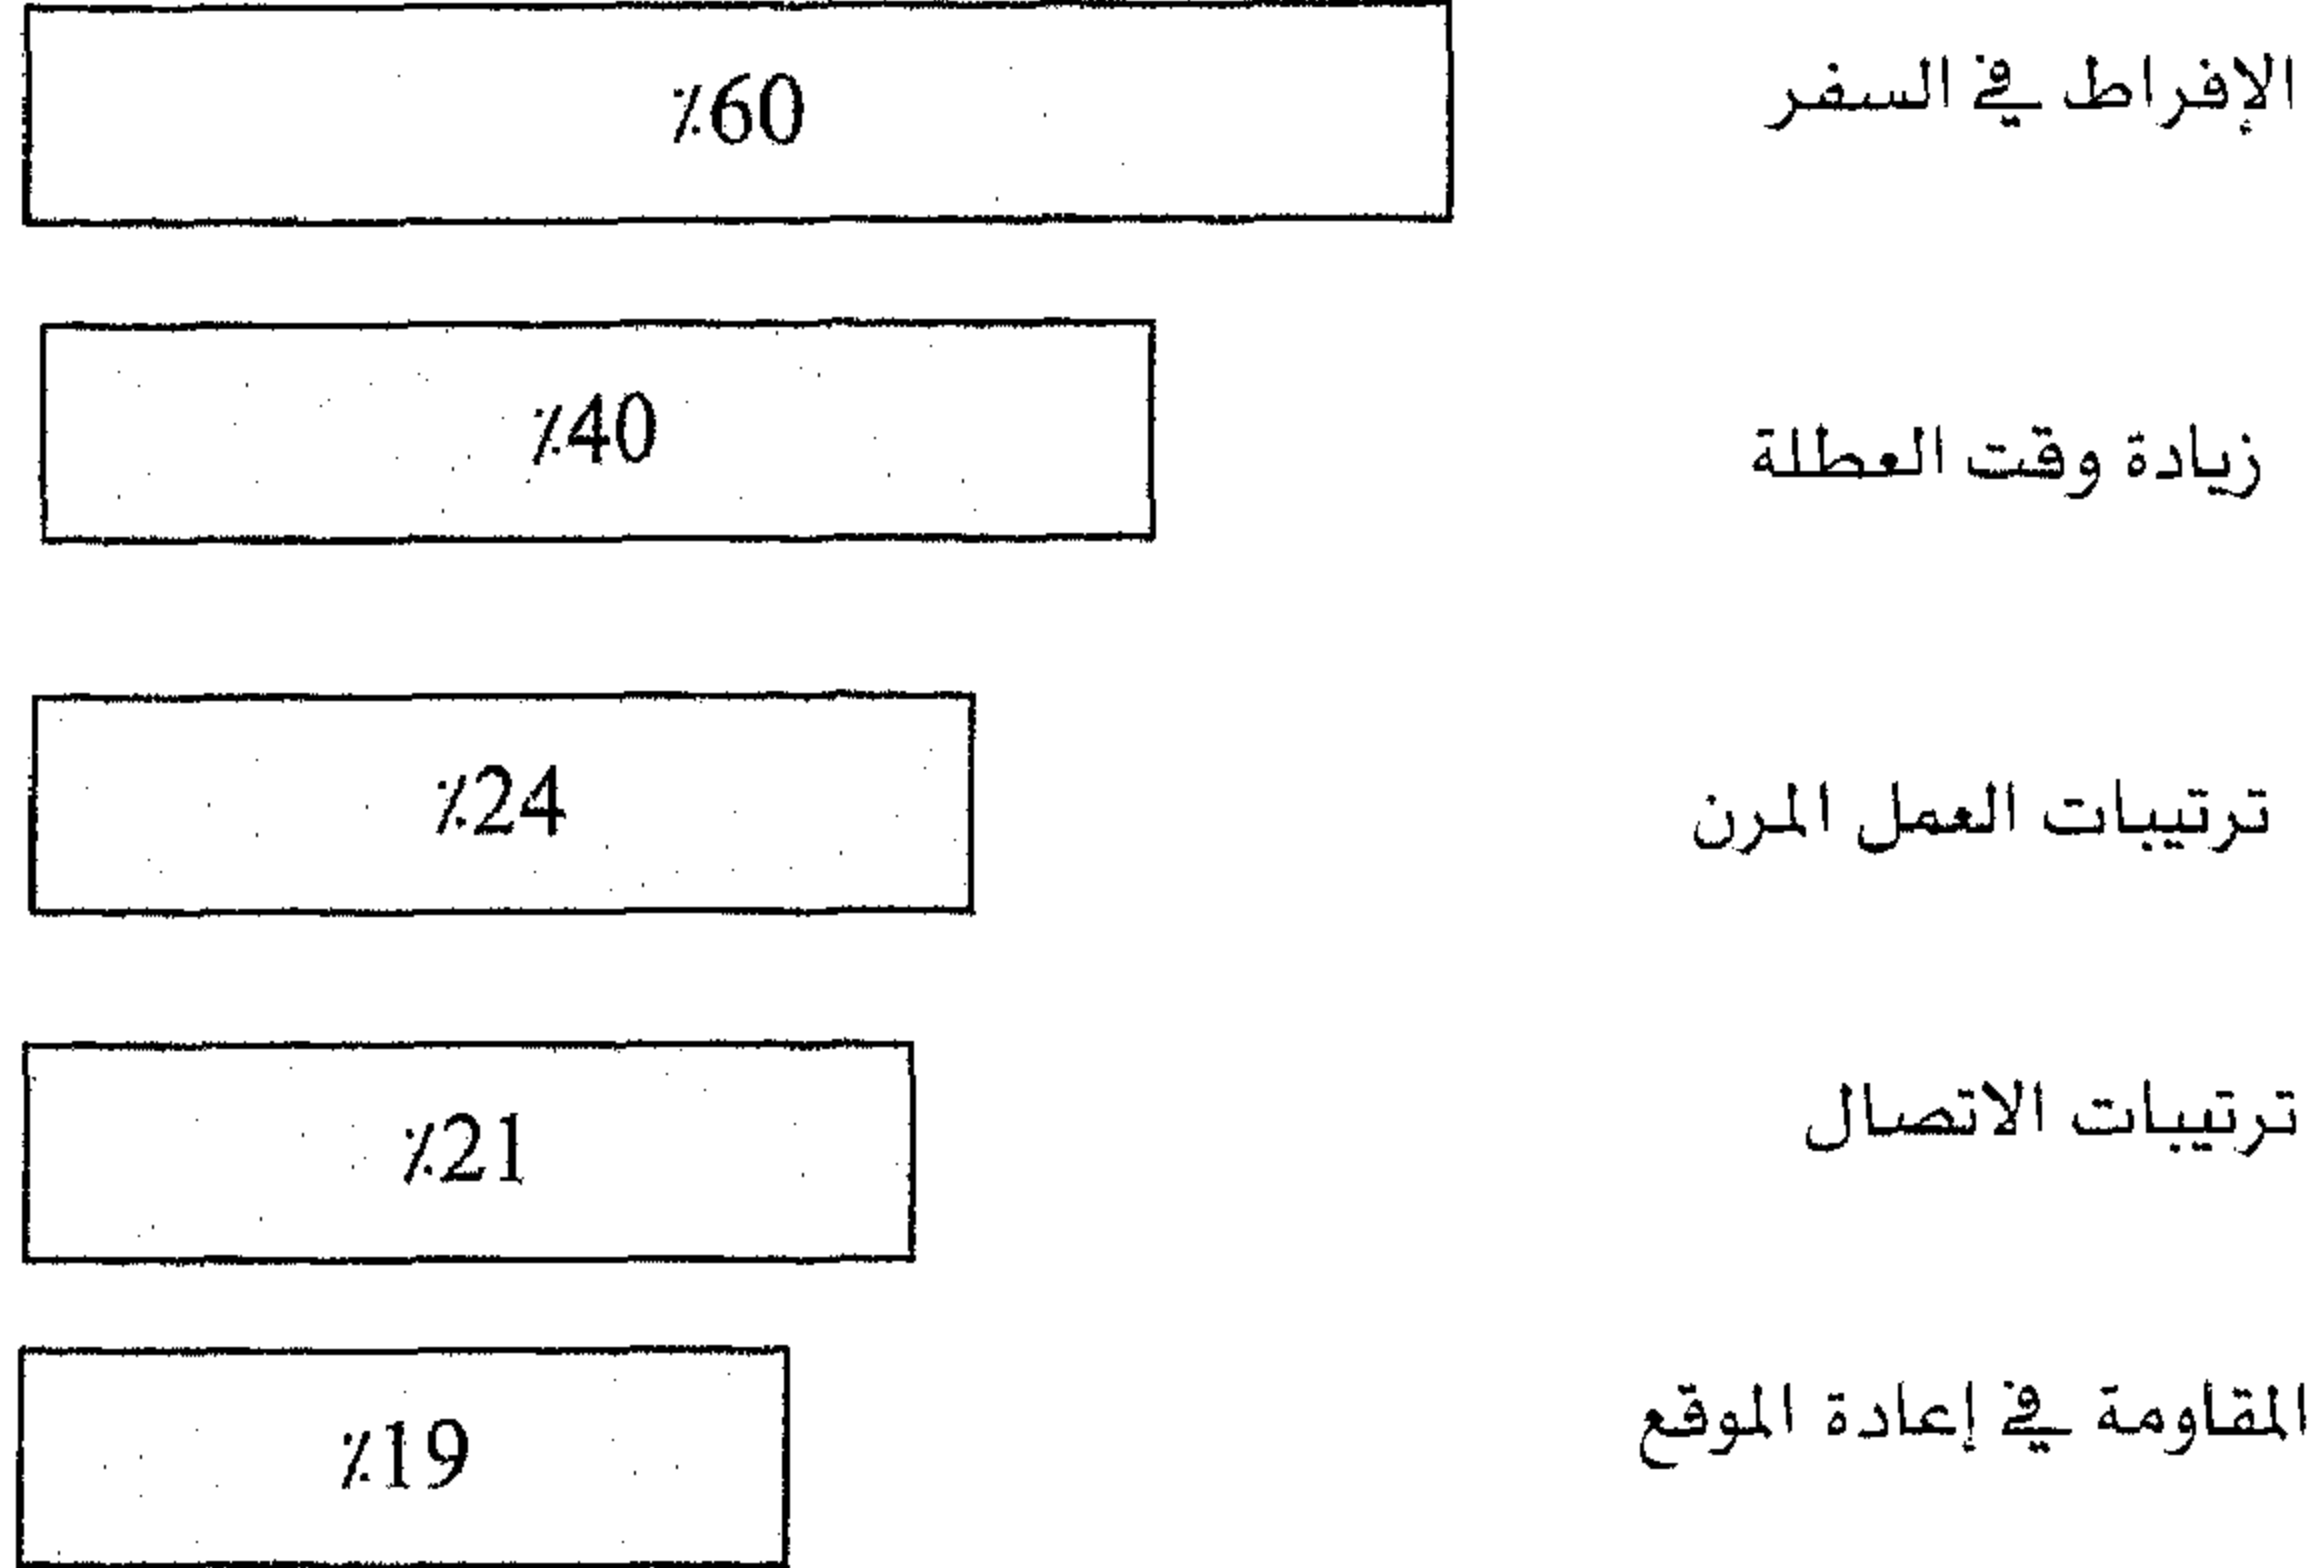 الإفراط في السفر
%60
زيادة وقت العطلة
%40
ترتيبات العمل المرن
%24
ترتيبات الاتصال
%21
المقاومة في إعادة الموقع
%19